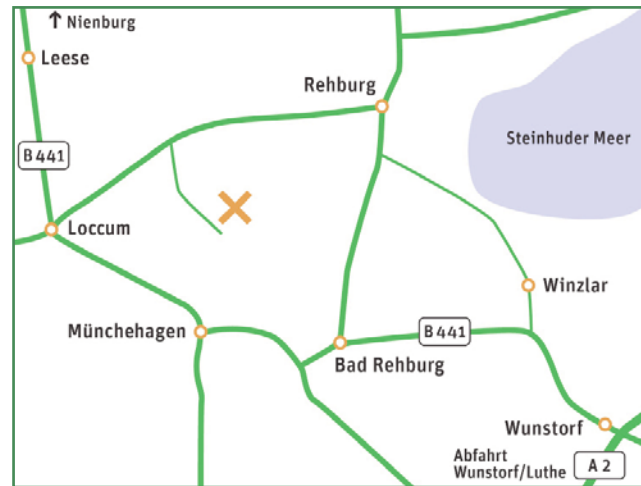 ↑ Nienburg
Leese
Rehburg
Steinhuder Meer
B 441
Loccum
Winzlar
Münchehagen
B 441
Bad Rehburg
Wunstorf
Abfahrt
Wunstorf/Luthe
A 2